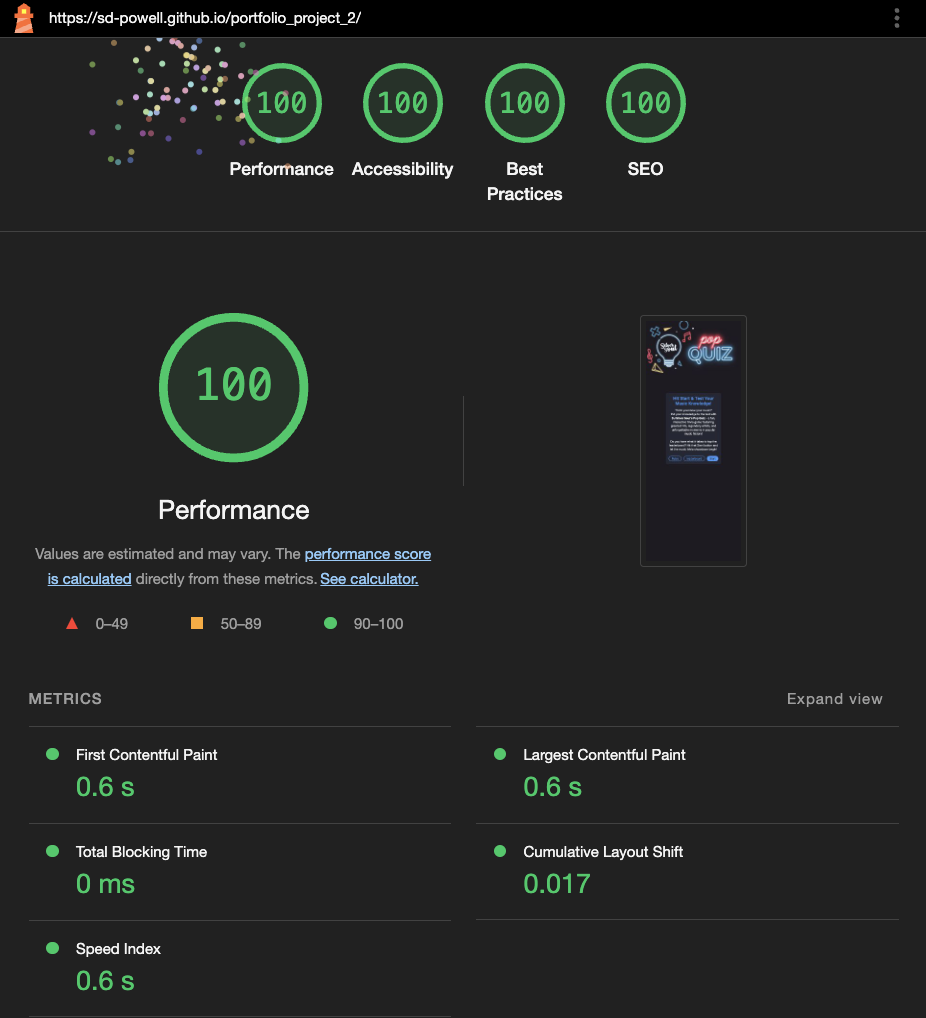 https://sd-powell.github.io/portfolio_project_2/
100
100
100
100
Performance
Accessibility
Best
Practices
SEO
100
pop
QUIZ
Performance
Values are estimated and may vary. The performance score
is calculated directly from these metrics. See calculator.
0–49
50–89
90–100
METRICS
Expand view
First Contentful Paint
0.6 s
Largest Contentful Paint
0.6 s
Total Blocking Time
0 ms
Cumulative Layout Shift
0.017
Speed Index
0.6 s